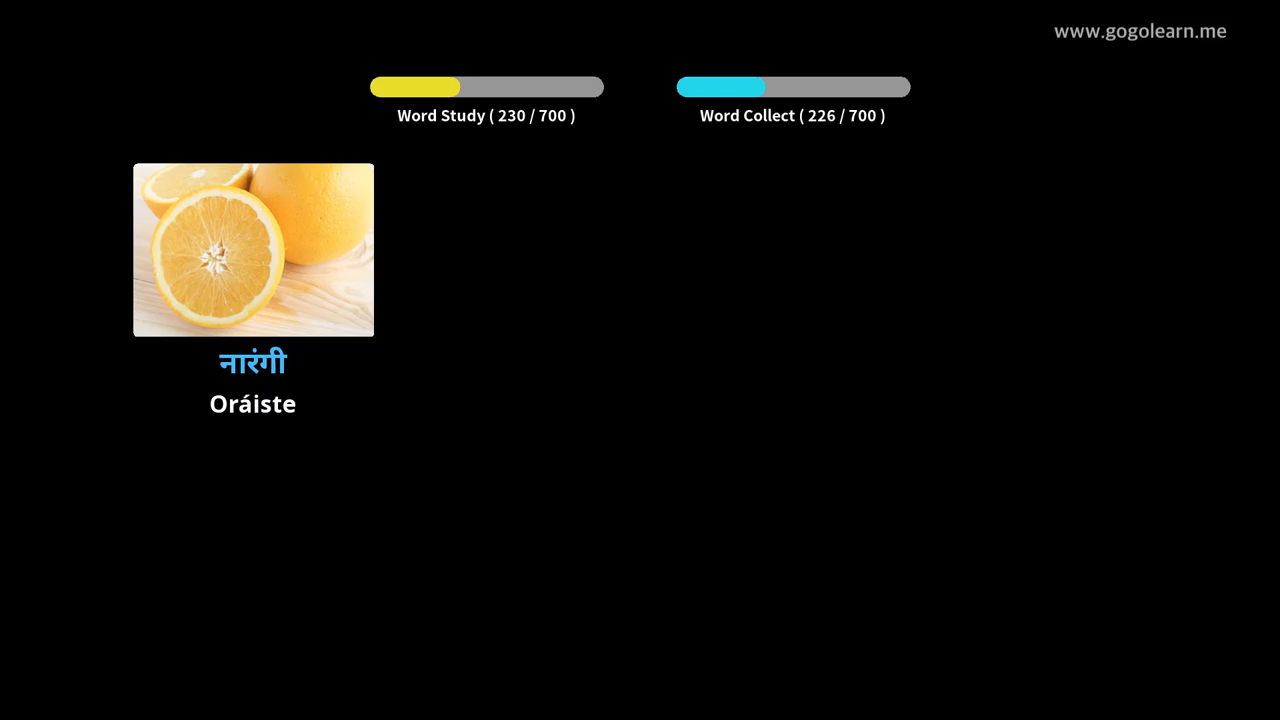 www.gogolearn.me
Word Study ( 230 / 700 )
Word Collect ( 226 / 700 )
नारंगी
Oráiste